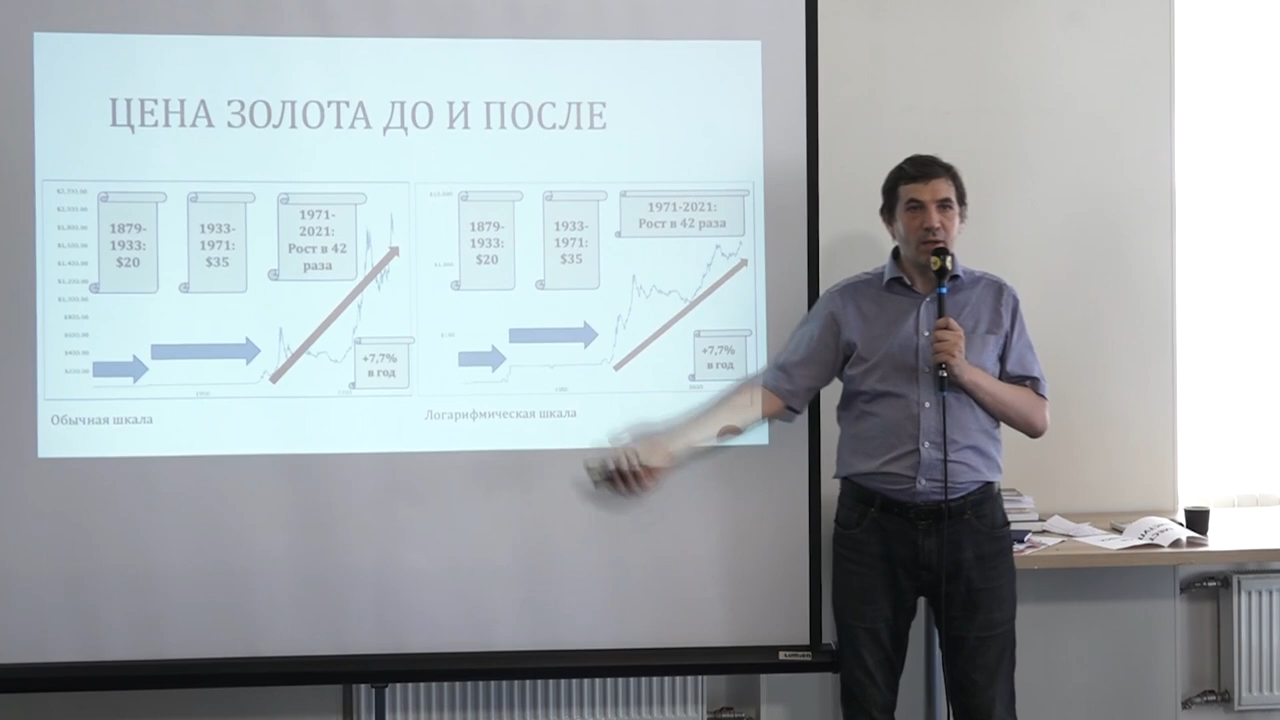 ЦЕНА ЗОЛОТА ДО И ПОСЛЕ
1879-
1933:
$20
1933-
1971:
$35
1971-
2021:
Рост в 42
раза
+7,7%
в год
Обычная шкала
1879-
1933:
$20
1933-
1971:
$35
1971-2021:
Рост в 42 раза
+7,7%
в год
Логарифмическая шкала